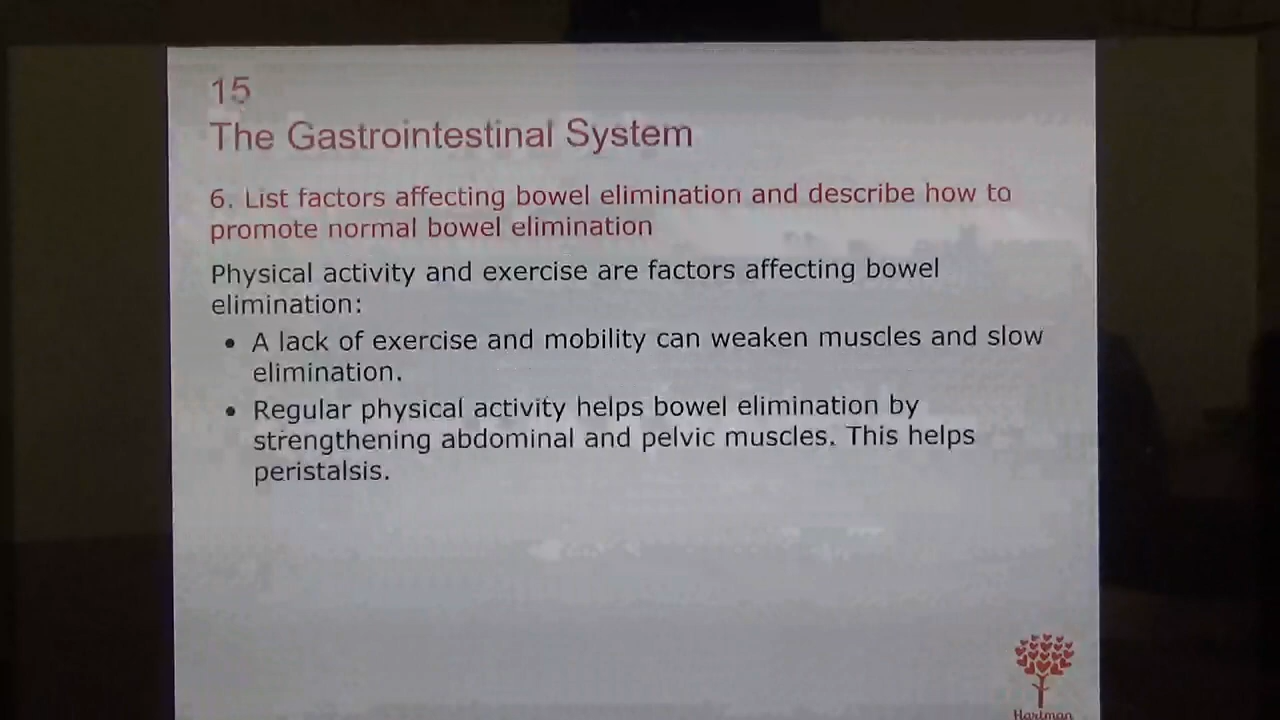 15
The Gastrointestinal System
6. List factors affecting bowel elimination and describe how to
promote normal bowel elimination
Physical activity and exercise are factors affecting bowel
elimination:
• A lack of exercise and mobility can weaken muscles and slow
elimination.
• Regular physical activity helps bowel elimination by
strengthening abdominal and pelvic muscles. This helps
peristalsis.
Hartman